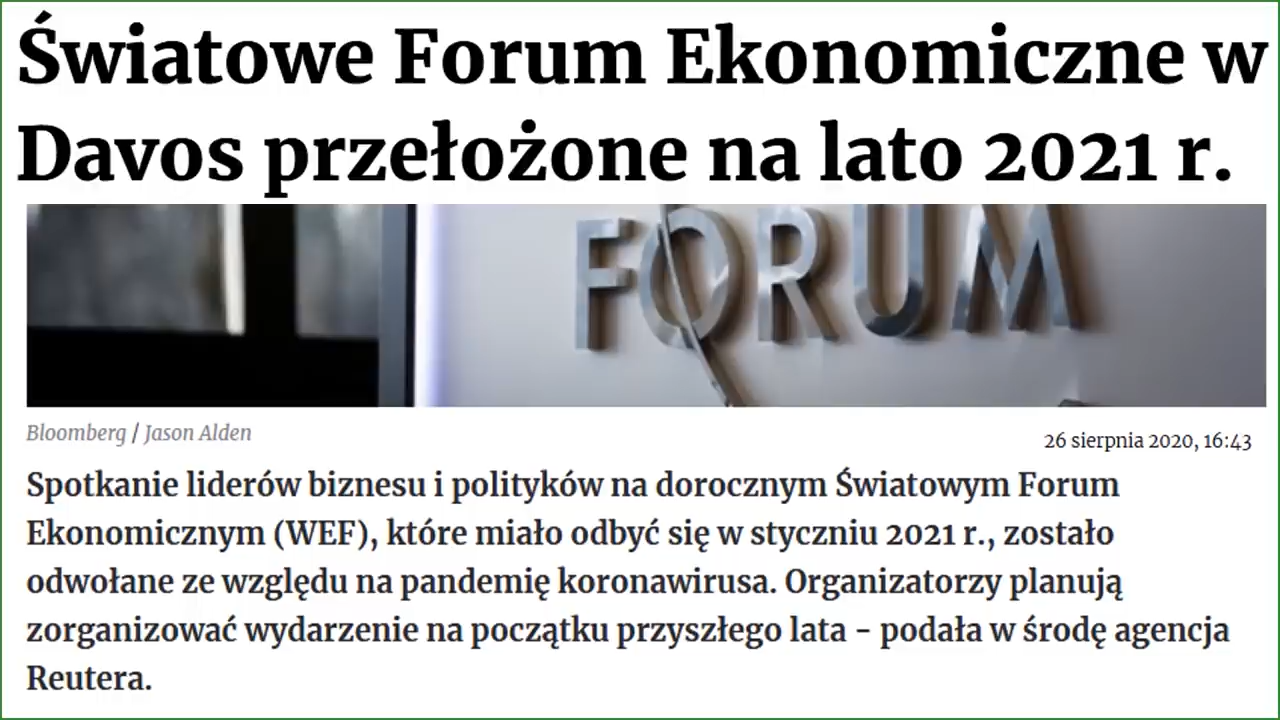 Światowe Forum Ekonomiczne w
Davos przełożone na lato 2021 r.
FORUM
Bloomberg / Jason Alden
26 sierpnia 2020, 16:43
Spotkanie liderów biznesu i polityków na dorocznym Światowym Forum
Ekonomicznym (WEF), które miało odbyć się w styczniu 2021 r., zostało
odwołane ze względu na pandemię koronawirusa. Organizatorzy planują
zorganizować wydarzenie na początku przyszłego lata - podała w środę agencja
Reutera.